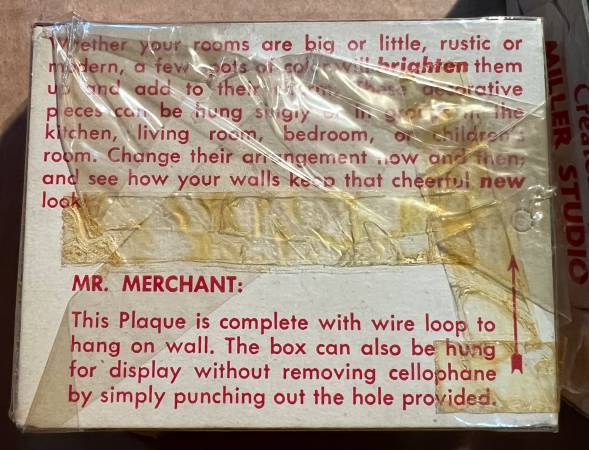 Whether your rooms are big or little, rustic or
modern, a few spots of color will brighten them
up and add to their charm. These decorative
pieces can be hung singly or in groups in the
kitchen, living room, bedroom, or children's
room. Change their arrangement now and then;
and see how your walls keep that cheerful new
look.
MR. MERCHANT:
This Plaque is complete with wire loop to
hang on wall. The box can also be hung
for display without removing cellophane
by simply punching out the hole provided.
MILLER STUDIO